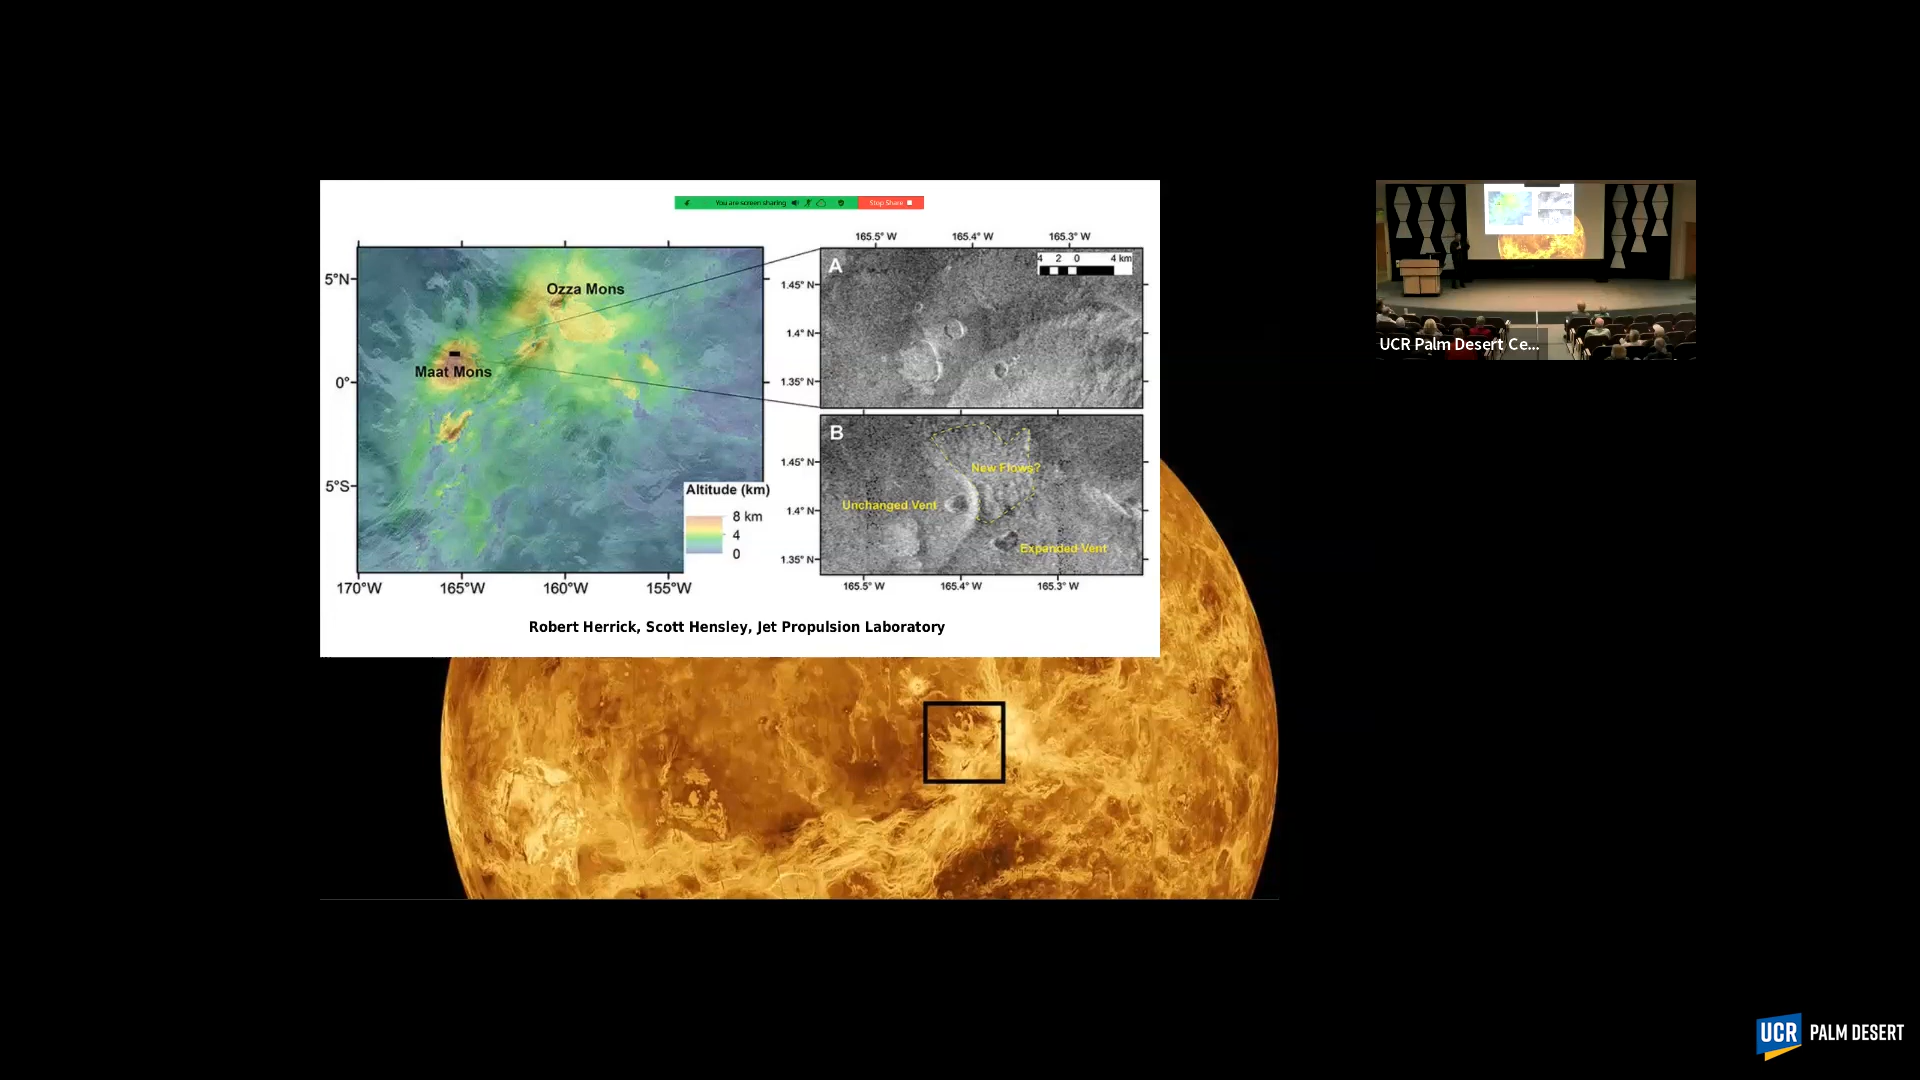 You are screen sharing
Stop Share
5°N
0°
5°S
170°W 165°W 160°W 155°W
Ozza Mons
Maat Mons
Altitude (km)
8 km
4
0
165.5° W 165.4° W 165.3° W
A
4 2 0 4 km
1.45° N
1.4° N
1.35° N
B
1.45° N
1.4° N
1.35° N
New Flows?
Unchanged Vent
Expanded Vent
165.5° W 165.4° W 165.3° W
Robert Herrick, Scott Hensley, Jet Propulsion Laboratory
UCR Palm Desert Ce...
UCR PALM DESERT